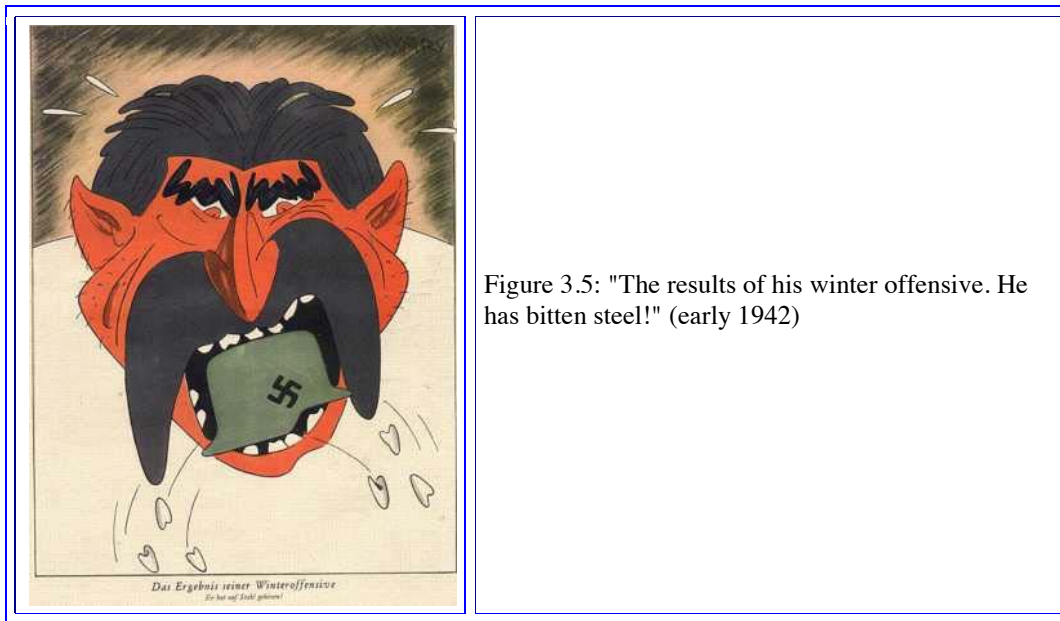 Das Ergebnis seiner Winteroffensive
Er hat auf Stahl gebissen!
Figure 3.5: "The results of his winter offensive. He
has bitten steel!" (early 1942)